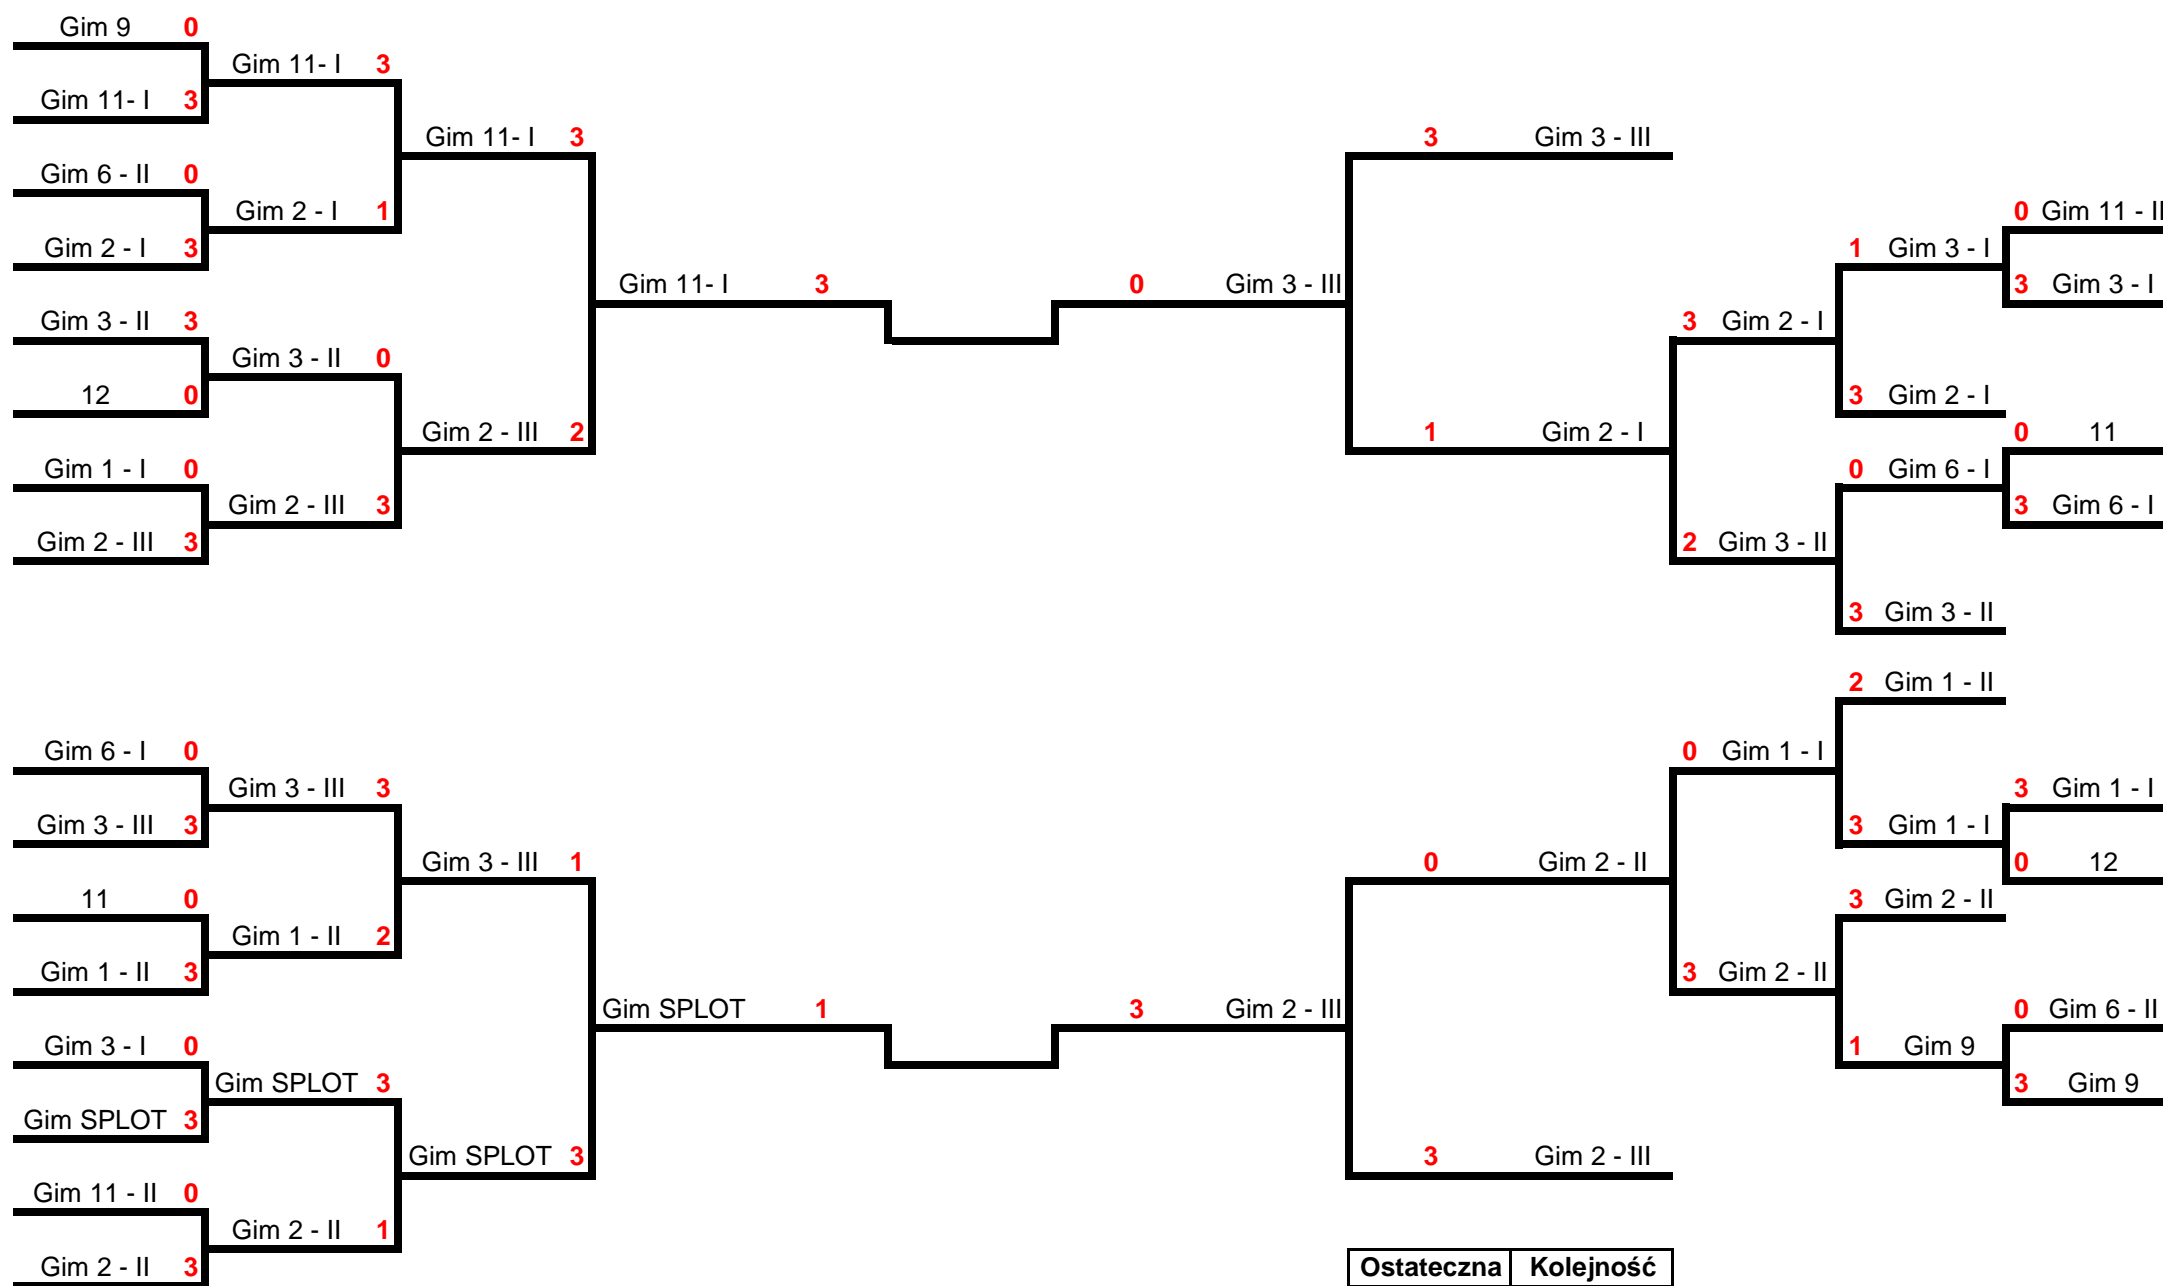 Gim 9 0
Gim 11- I 3
Gim 11- I 3
Gim 11- I 3
3 Gim 3 - III
Gim 6 - II 0
Gim 2 - I 1
0 Gim 11 - II
Gim 2 - I 3
1 Gim 3 - I
Gim 11- I 3
0 Gim 3 - III
3 Gim 3 - I
Gim 3 - II 3
3 Gim 2 - I
Gim 3 - II 0
12 0
3 Gim 2 - I
Gim 2 - III 2
1 Gim 2 - I
0 11
Gim 1 - I 0
0 Gim 6 - I
Gim 2 - III 3
3 Gim 6 - I
Gim 2 - III 3
2 Gim 3 - II
3 Gim 3 - II
2 Gim 1 - II
Gim 6 - I 0
0 Gim 1 - I
Gim 3 - III 3
3 Gim 1 - I
Gim 3 - III 3
3 Gim 1 - I
Gim 3 - III 1
0 Gim 2 - II
0 12
11 0
3 Gim 2 - II
Gim 1 - II 2
Gim 1 - II 3
3 Gim 2 - II
Gim SPLOT 1
3 Gim 2 - III
0 Gim 6 - II
Gim 3 - I 0
1 Gim 9
Gim SPLOT 3
3 Gim 9
Gim SPLOT 3
Gim SPLOT 3
3 Gim 2 - III
Gim 11 - II 0
Gim 2 - II 1
Gim 2 - II 3
Ostateczna Kolejność